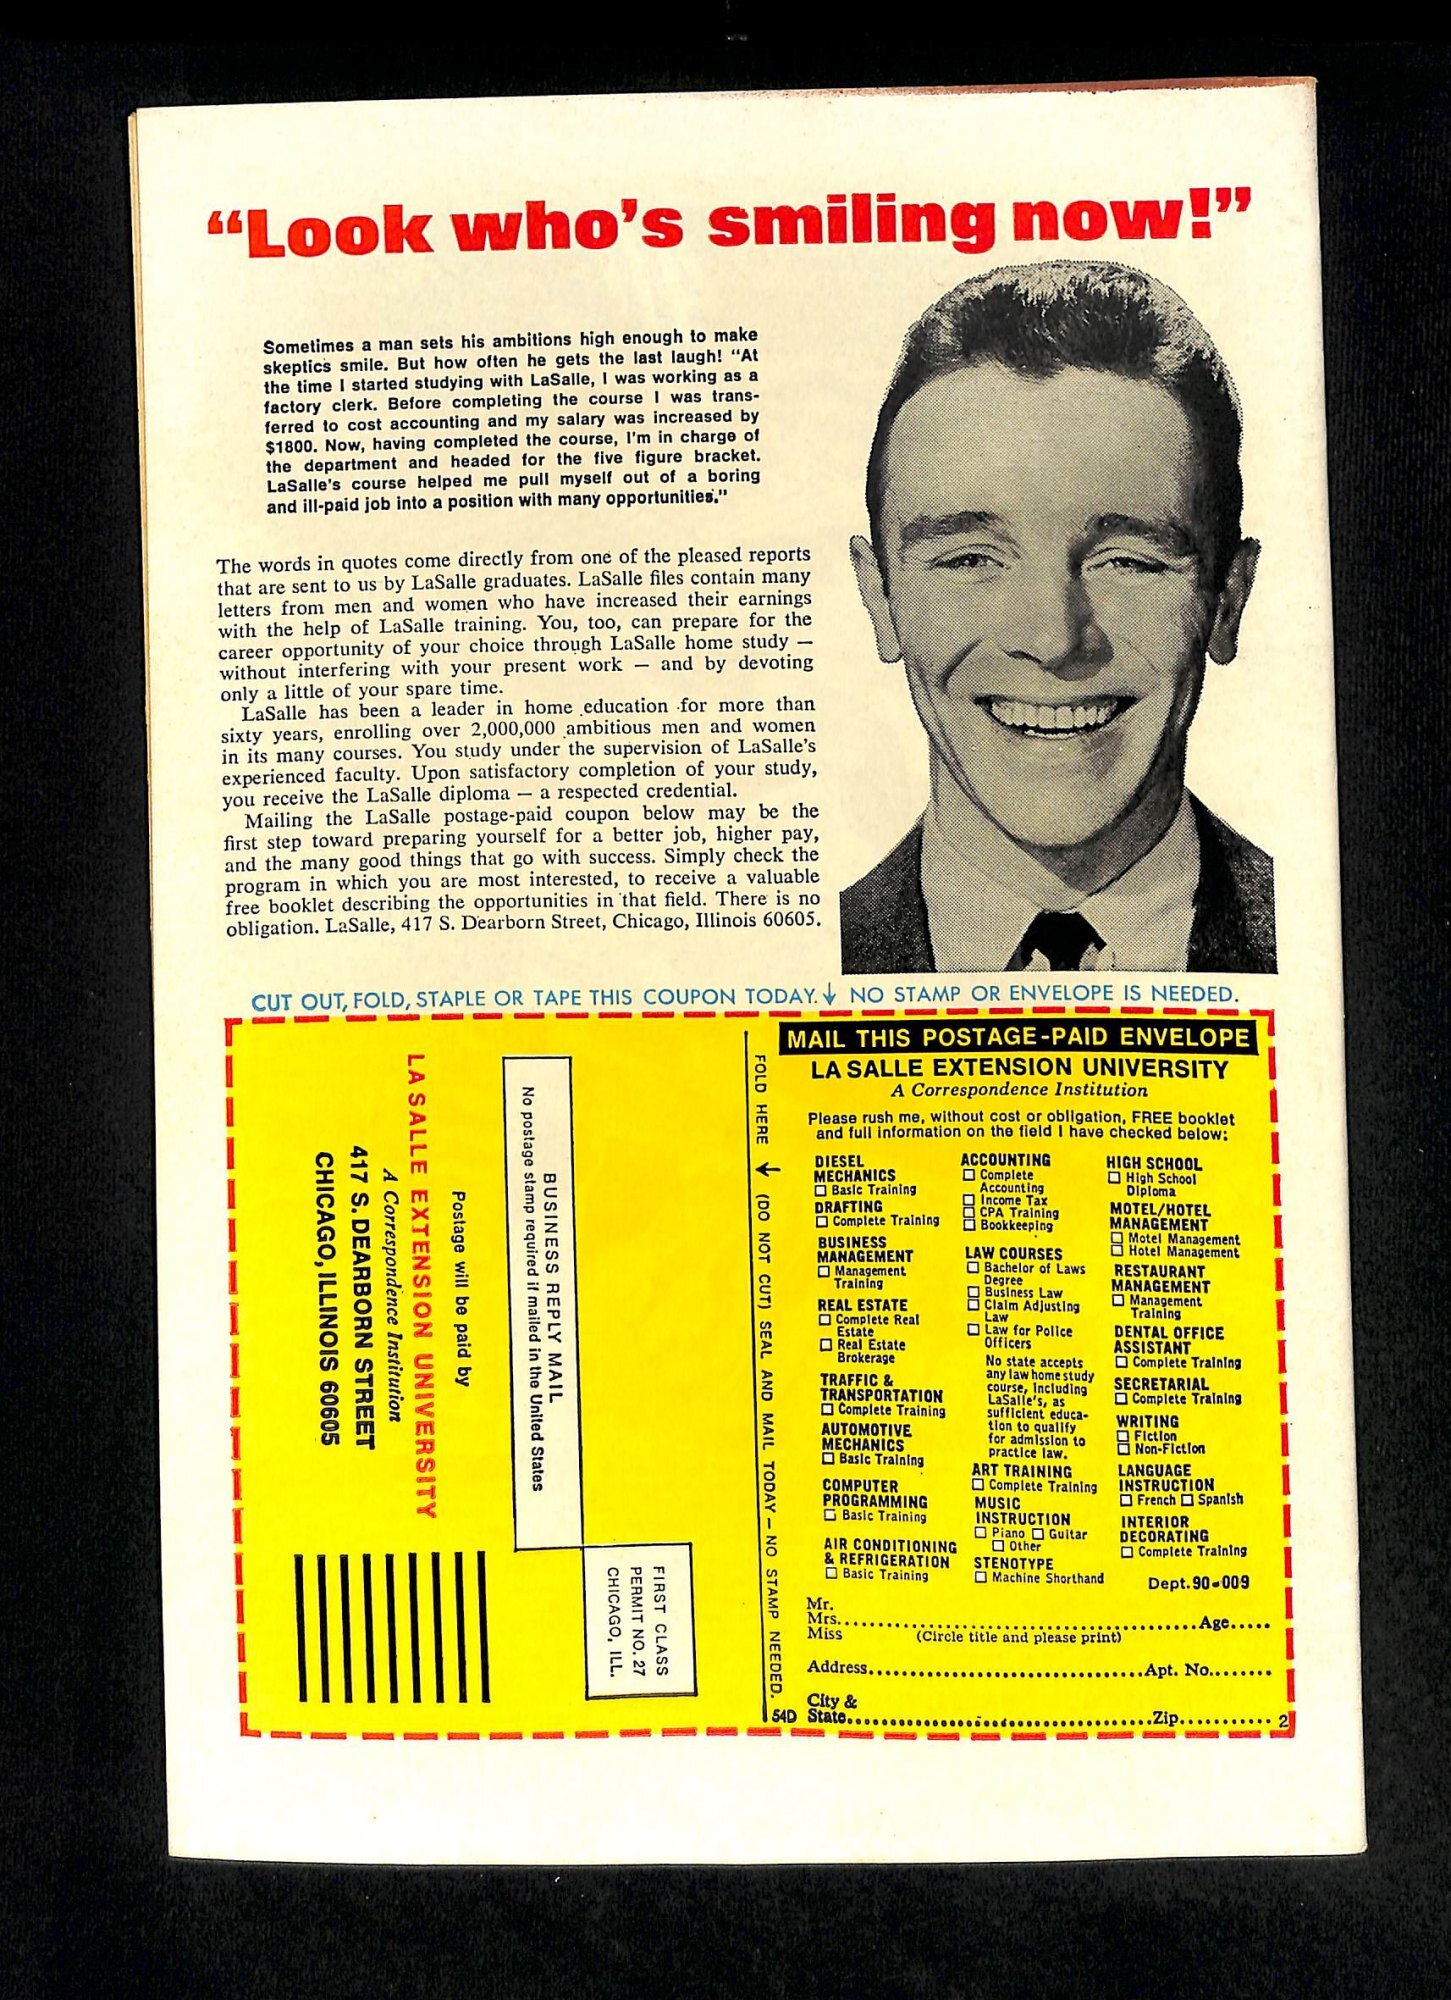 “Look who’s smiling now!”
Sometimes a man sets his ambitions high enough to make
skeptics smile. But how often he gets the last laugh! “At
the time I started studying with LaSalle, I was working as a
factory clerk. Before completing the course I was trans-
ferred to cost accounting and my salary was increased by
$1800. Now, having completed the course, I’m in charge of
the department and headed for the five figure bracket.
LaSalle’s course helped me pull myself out of a boring
and ill-paid job into a position with many opportunities.”
The words in quotes come directly from one of the pleased reports
that are sent to us by LaSalle graduates. LaSalle files contain many
letters from men and women who have increased their earnings
with the help of LaSalle training. You, too, can prepare for the
career opportunity of your choice through LaSalle home study —
without interfering with your present work — and by devoting
only a little of your spare time.
LaSalle has been a leader in home education for more than
sixty years, enrolling over 2,000,000 ambitious men and women
in its many courses. You study under the supervision of LaSalle’s
experienced faculty. Upon satisfactory completion of your study,
you receive the LaSalle diploma — a respected credential.
Mailing the LaSalle postage-paid coupon below may be the
first step toward preparing yourself for a better job, higher pay,
and the many good things that go with success. Simply check the
program in which you are most interested, to receive a valuable
free booklet describing the opportunities in that field. There is no
obligation. LaSalle, 417 S. Dearborn Street, Chicago, Illinois 60605.
CUT OUT, FOLD, STAPLE OR TAPE THIS COUPON TODAY.↓ NO STAMP OR ENVELOPE IS NEEDED.
FIRST CLASS
PERMIT NO. 27
CHICAGO, ILL.
BUSINESS REPLY MAIL
No postage stamp required if mailed in the United States
Postage will be paid by
LA SALLE EXTENSION UNIVERSITY
A Correspondence Institution
417 S. DEARBORN STREET
CHICAGO, ILLINOIS 60605
FOLD HERE ↓ (DO NOT CUT) SEAL AND MAIL TODAY — NO STAMP NEEDED.
MAIL THIS POSTAGE-PAID ENVELOPE
LA SALLE EXTENSION UNIVERSITY
A Correspondence Institution
Please rush me, without cost or obligation, FREE booklet
and full information on the field I have checked below:
DIESEL
MECHANICS
☐ Basic Training
DRAFTING
☐ Complete Training
BUSINESS
MANAGEMENT
☐ Management
Training
REAL ESTATE
☐ Complete Real
Estate
☐ Real Estate
Brokerage
TRAFFIC &
TRANSPORTATION
☐ Complete Training
AUTOMOTIVE
MECHANICS
☐ Basic Training
COMPUTER
PROGRAMMING
☐ Basic Training
AIR CONDITIONING
& REFRIGERATION
☐ Basic Training
ACCOUNTING
☐ Complete
Accounting
☐ Income Tax
☐ CPA Training
☐ Bookkeeping
LAW COURSES
☐ Bachelor of Laws
Degree
☐ Business Law
☐ Claim Adjusting
Law
☐ Law for Police
Officers
No state accepts
any law home study
course, including
LaSalle’s, as
sufficient educa-
tion to qualify
for admission to
practice law.
ART TRAINING
☐ Complete Training
MUSIC
INSTRUCTION
☐ Piano ☐ Guitar
☐ Other
STENOTYPE
☐ Machine Shorthand
HIGH SCHOOL
☐ High School
Diploma
MOTEL/HOTEL
MANAGEMENT
☐ Motel Management
☐ Hotel Management
RESTAURANT
MANAGEMENT
☐ Management
Training
DENTAL OFFICE
ASSISTANT
☐ Complete Training
SECRETARIAL
☐ Complete Training
WRITING
☐ Fiction
☐ Non-Fiction
LANGUAGE
INSTRUCTION
☐ French ☐ Spanish
INTERIOR
DECORATING
☐ Complete Training
Dept. 90-009
Mr.
Mrs. Age
Miss (Circle title and please print)
Address Apt. No.
City &
54D State Zip 2